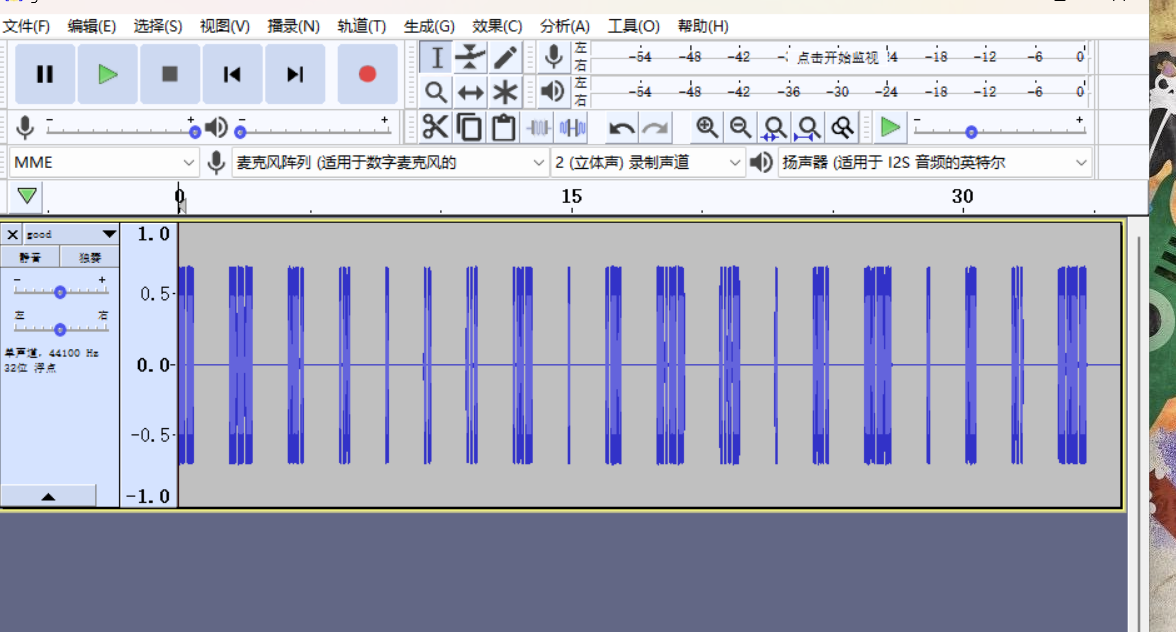 文件(F) 编辑(E) 选择(S) 视图(V) 播录(N) 轨道(T) 生成(G) 效果(C) 分析(A) 工具(O) 帮助(H)
左
右
-54 -48 -42 点击开始监视 -18 -12 -6 0
左
右
-54 -48 -42 -36 -30 -24 -18 -12 -6 0
MME 麦克风阵列 (适用于数字麦克风的 2 (立体声) 录制声道 扬声器 (适用于 I2S 音频的英特尔
0 15 30
good
静音 独奏
左 右
单声道, 44100 Hz
32位 浮点
1.0
0.5
0.0
-0.5
-1.0